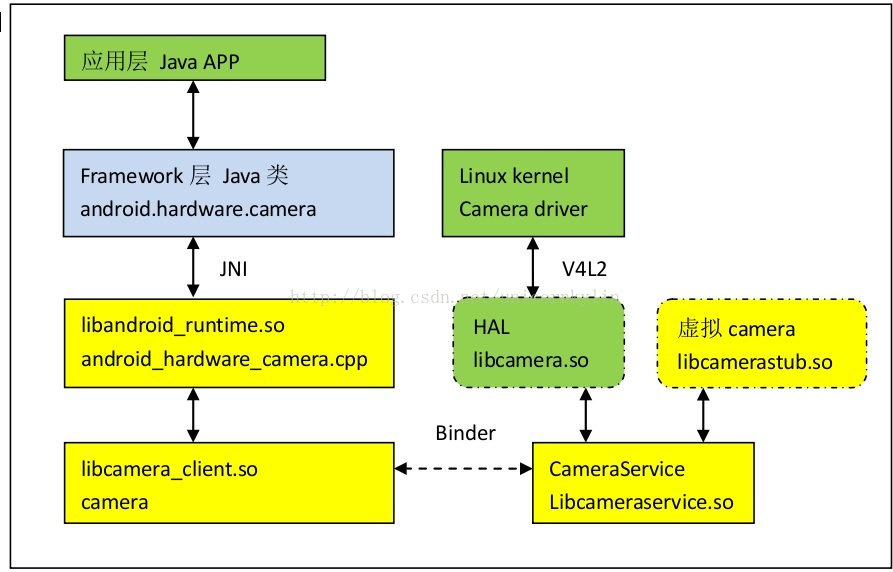 应用层 Java APP
Framework 层 Java 类
android.hardware.camera
Linux kernel
Camera driver
JNI
V4L2
libandroid_runtime.so
android_hardware_camera.cpp
HAL
libcamera.so
虚拟 camera
libcamerastub.so
Binder
libcamera_client.so
camera
CameraService
Libcameraservice.so